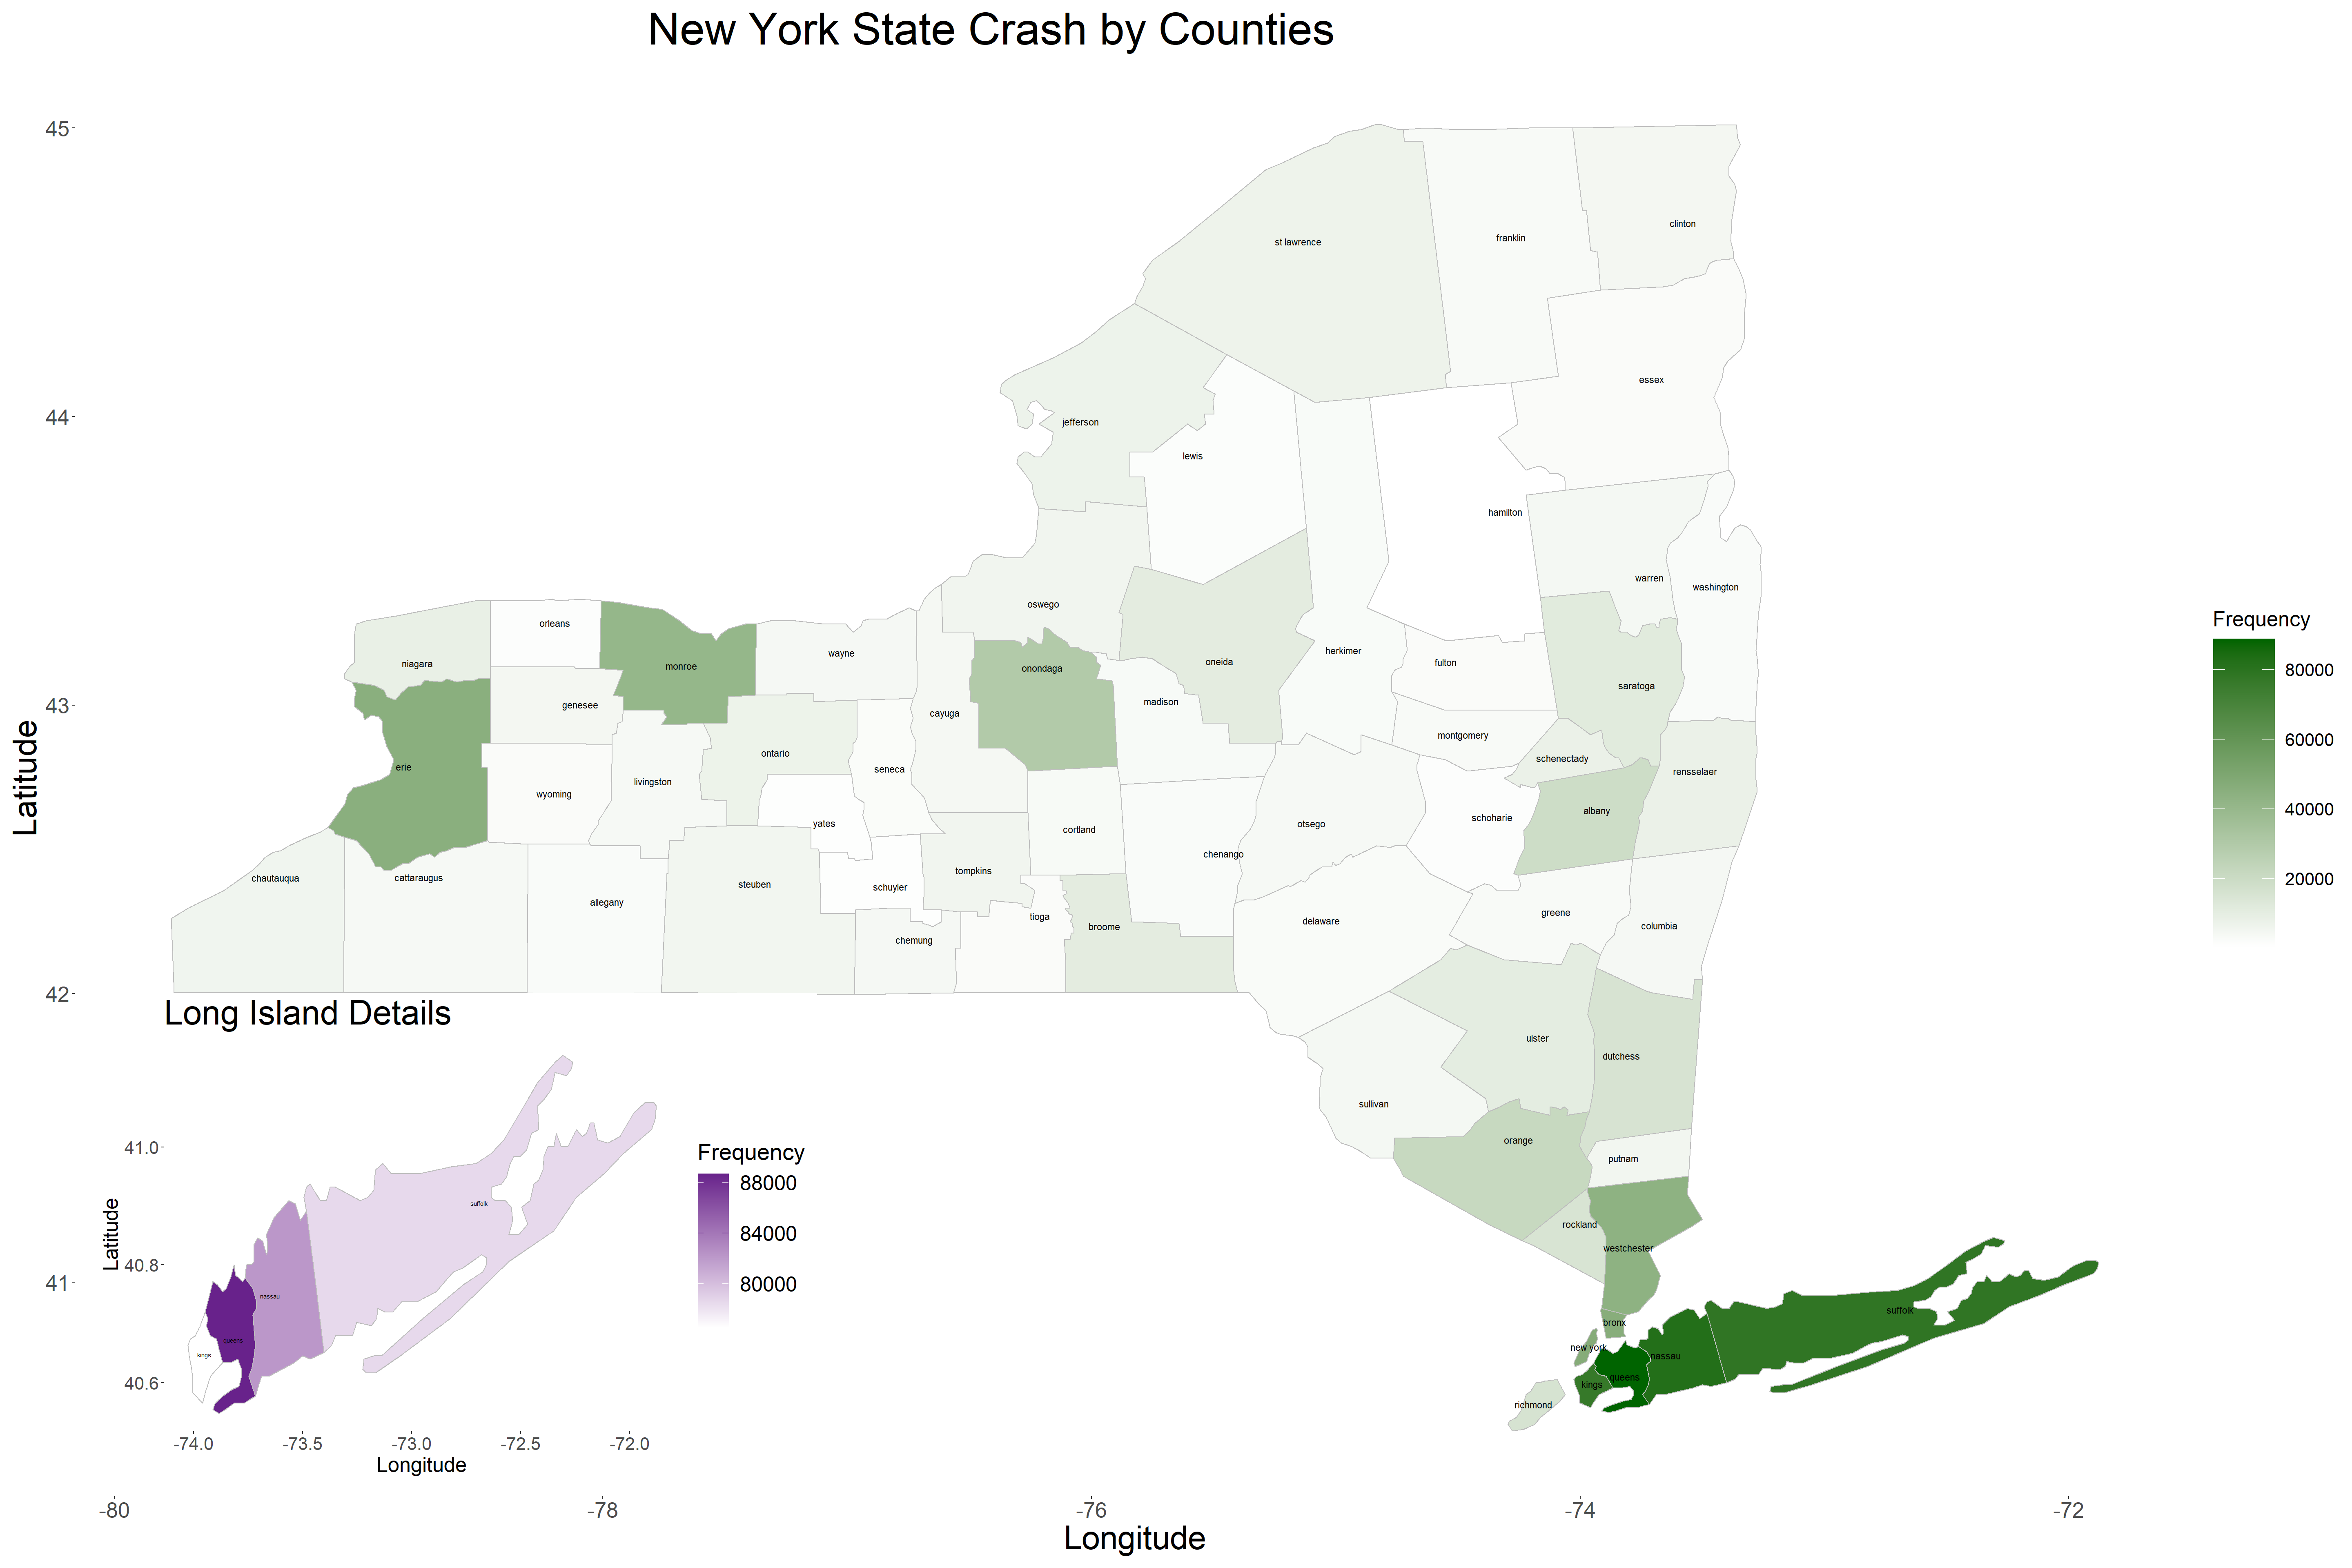 New York State Crash by Counties
45
44
43
42
41
Latitude
-80
-78
-76
-74
-72
Longitude
st lawrence
franklin
clinton
essex
jefferson
lewis
hamilton
warren
washington
oswego
orleans
niagara
monroe
wayne
onondaga
oneida
herkimer
fulton
saratoga
genesee
cayuga
madison
montgomery
erie
ontario
seneca
schenectady
rensselaer
wyoming
livingston
yates
cortland
otsego
schoharie
albany
chautauqua
cattaraugus
steuben
schuyler
tompkins
chenango
allegany
tioga
broome
delaware
greene
columbia
chemung
ulster
dutchess
sullivan
orange
putnam
rockland
westchester
bronx
new york
suffolk
nassau
queens
kings
richmond
Frequency
80000
60000
40000
20000
Long Island Details
41.0
40.8
40.6
Latitude
-74.0
-73.5
-73.0
-72.5
-72.0
Longitude
suffolk
nassau
queens
kings
Frequency
88000
84000
80000